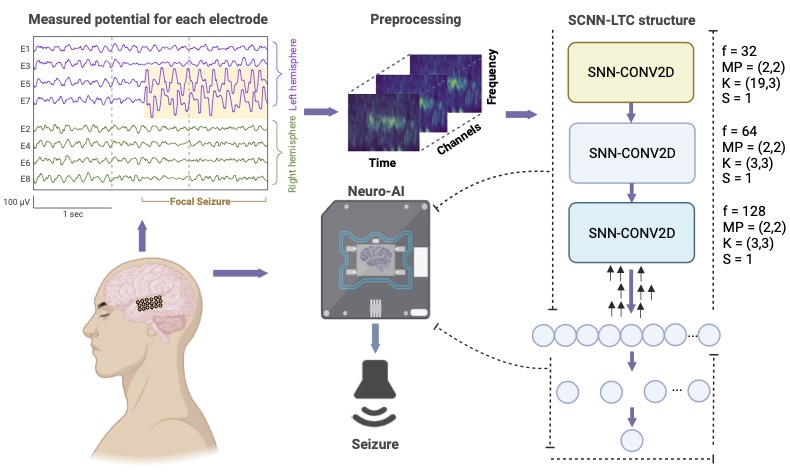 Measured potential for each electrode
E1
E3
E5
E7
Left hemisphere
E2
E4
E6
E8
Right hemisphere
100 μV
1 sec
Focal Seizure
Preprocessing
Frequency
Channels
Time
Neuro-AI
Seizure
SCNN-LTC structure
SNN-CONV2D
f = 32
MP = (2,2)
K = (19,3)
S = 1
SNN-CONV2D
f = 64
MP = (2,2)
K = (3,3)
S = 1
SNN-CONV2D
f = 128
MP = (2,2)
K = (3,3)
S = 1